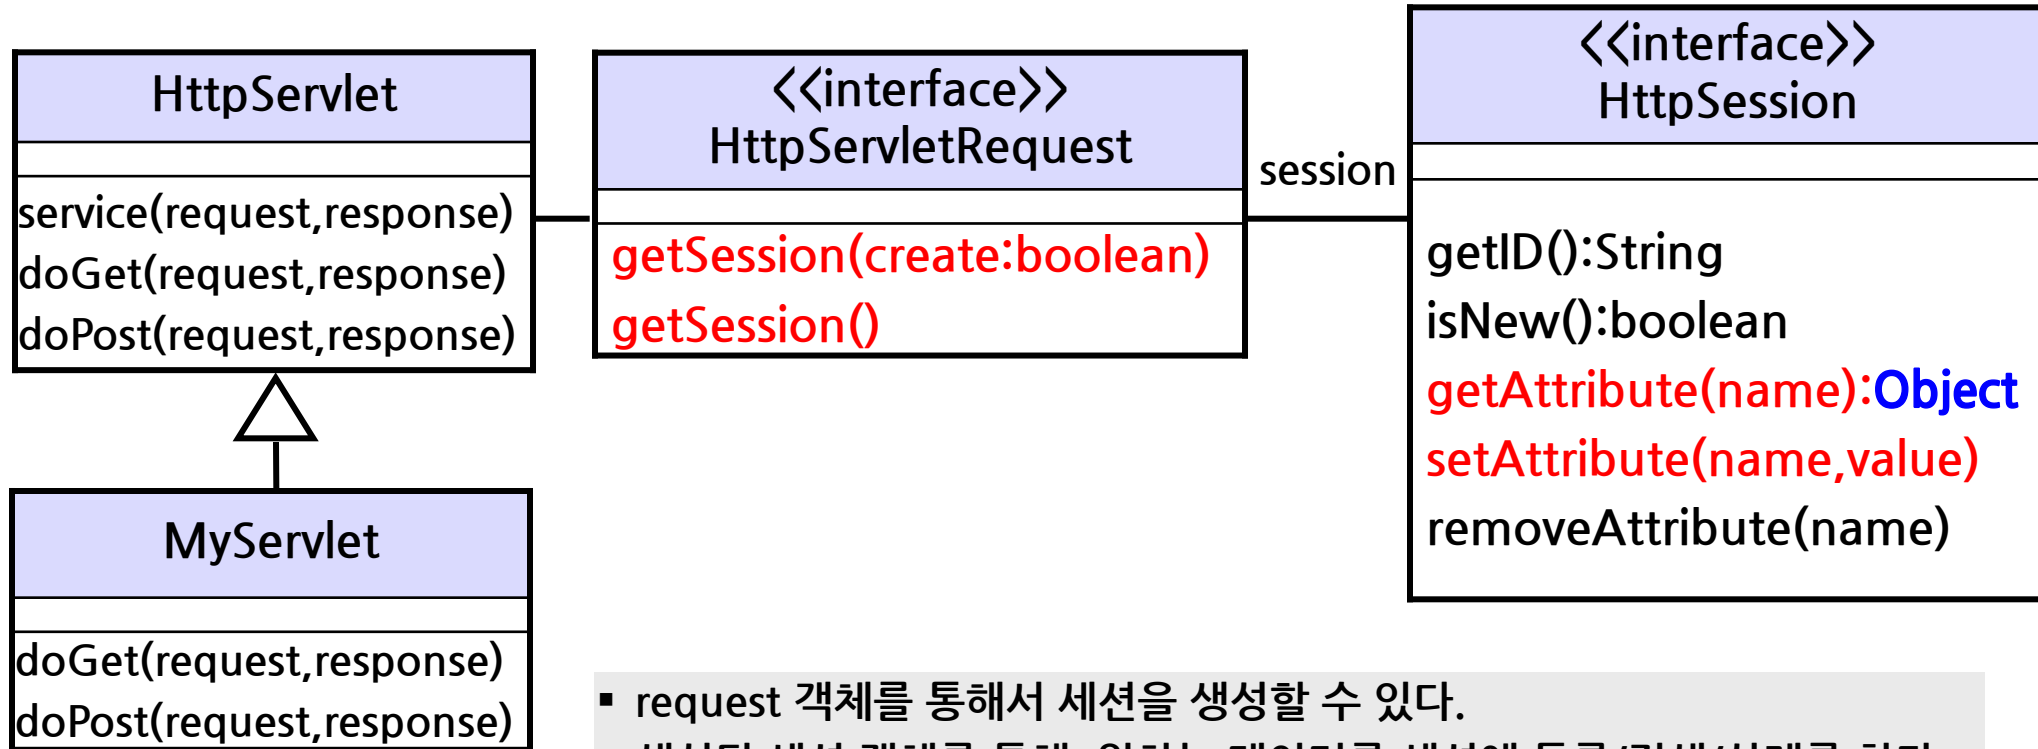 HttpServlet
service(request,response)
doGet(request,response)
doPost(request,response)
MyServlet
doGet(request,response)
doPost(request,response)
<<interface>>
HttpServletRequest
getSession(create:boolean)
getSession()
session
<<interface>>
HttpSession
getID():String
isNew():boolean
getAttribute(name):Object
setAttribute(name,value)
removeAttribute(name)
▪ request 객체를 통해서 세션을 생성할 수 있다.